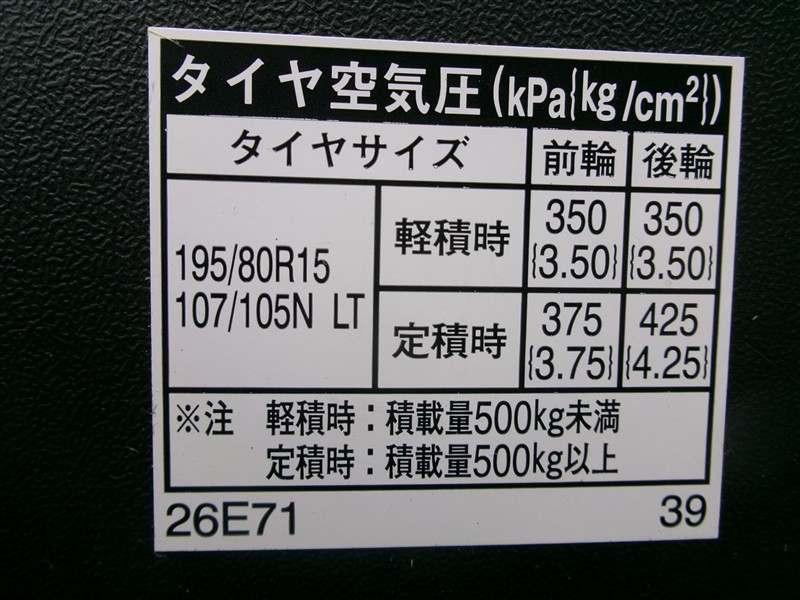 タイヤ空気圧(kPa{kg/cm²})
タイヤサイズ 前輪 後輪
195/80R15
107/105N LT
軽積時 350 350
{3.50} {3.50}
定積時 375 425
{3.75} {4.25}
※注 軽積時：積載量500kg未満
定積時：積載量500kg以上
26E71 39